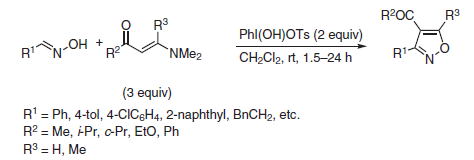 R¹ N OH + O R² R³ NMe₂ PhI(OH)OTs (2 equiv) R²OC R³ R¹ N O
CH₂Cl₂, rt, 1.5–24 h
(3 equiv)
R¹ = Ph, 4-tol, 4-ClC₆H₄, 2-naphthyl, BnCH₂, etc.
R² = Me, i-Pr, c-Pr, EtO, Ph
R³ = H, Me